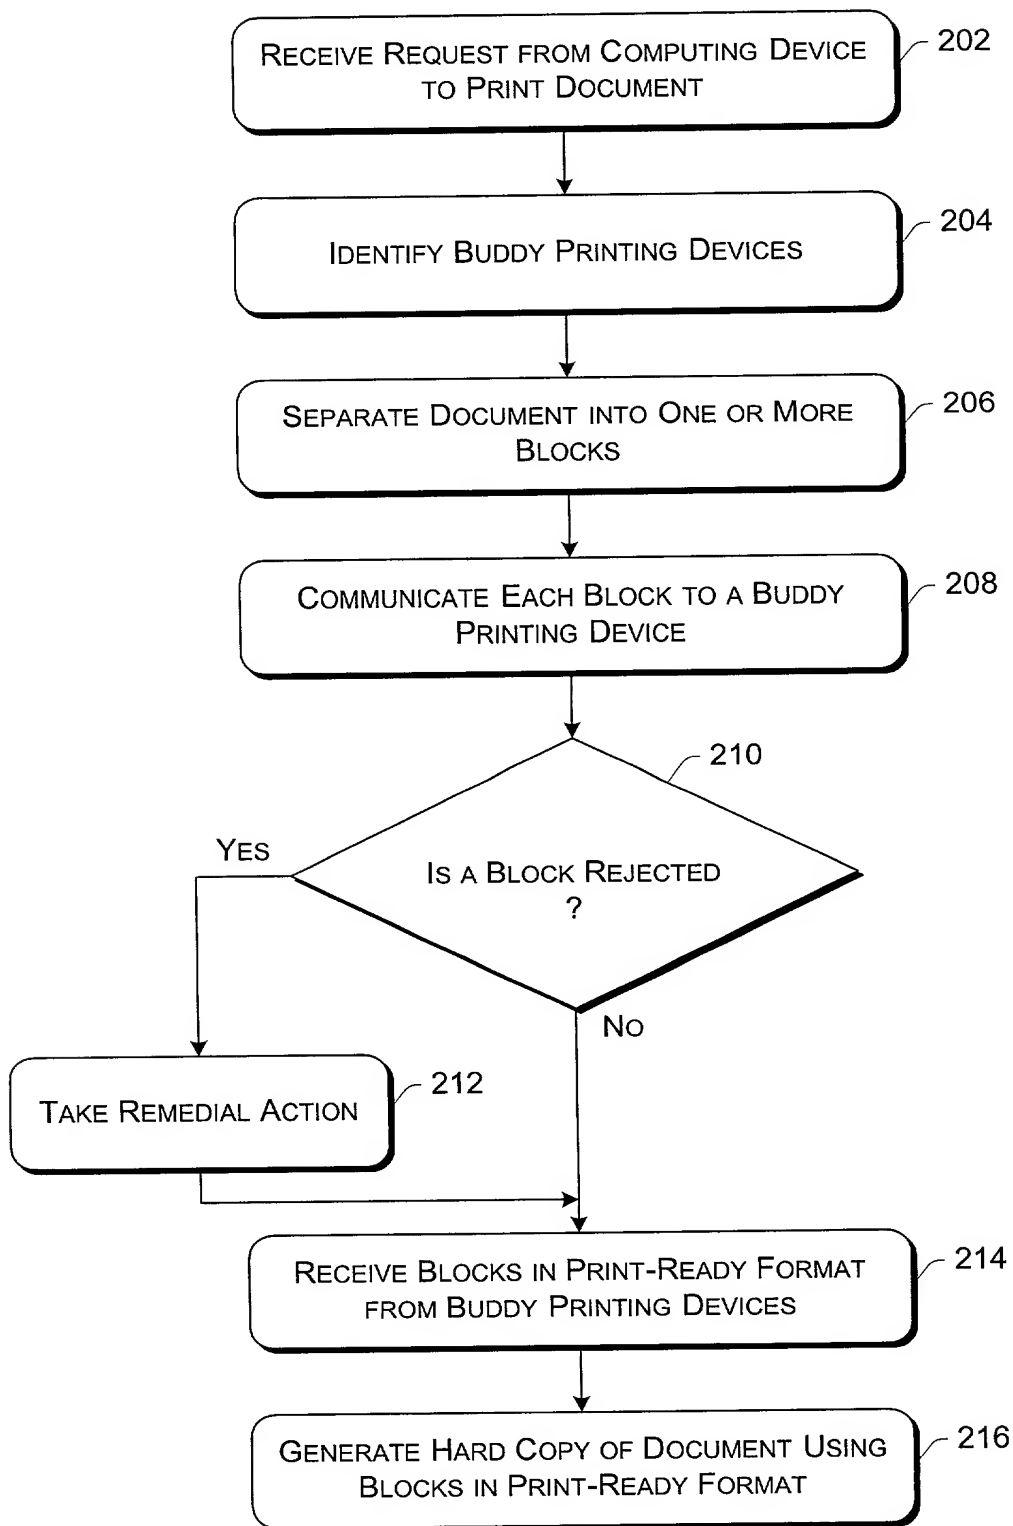 RECEIVE REQUEST FROM COMPUTING DEVICE
TO PRINT DOCUMENT
202
IDENTIFY BUDDY PRINTING DEVICES
204
SEPARATE DOCUMENT INTO ONE OR MORE
BLOCKS
206
COMMUNICATE EACH BLOCK TO A BUDDY
PRINTING DEVICE
208
210
YES
IS A BLOCK REJECTED
?
NO
TAKE REMEDIAL ACTION
212
RECEIVE BLOCKS IN PRINT-READY FORMAT
FROM BUDDY PRINTING DEVICES
214
GENERATE HARD COPY OF DOCUMENT USING
BLOCKS IN PRINT-READY FORMAT
216